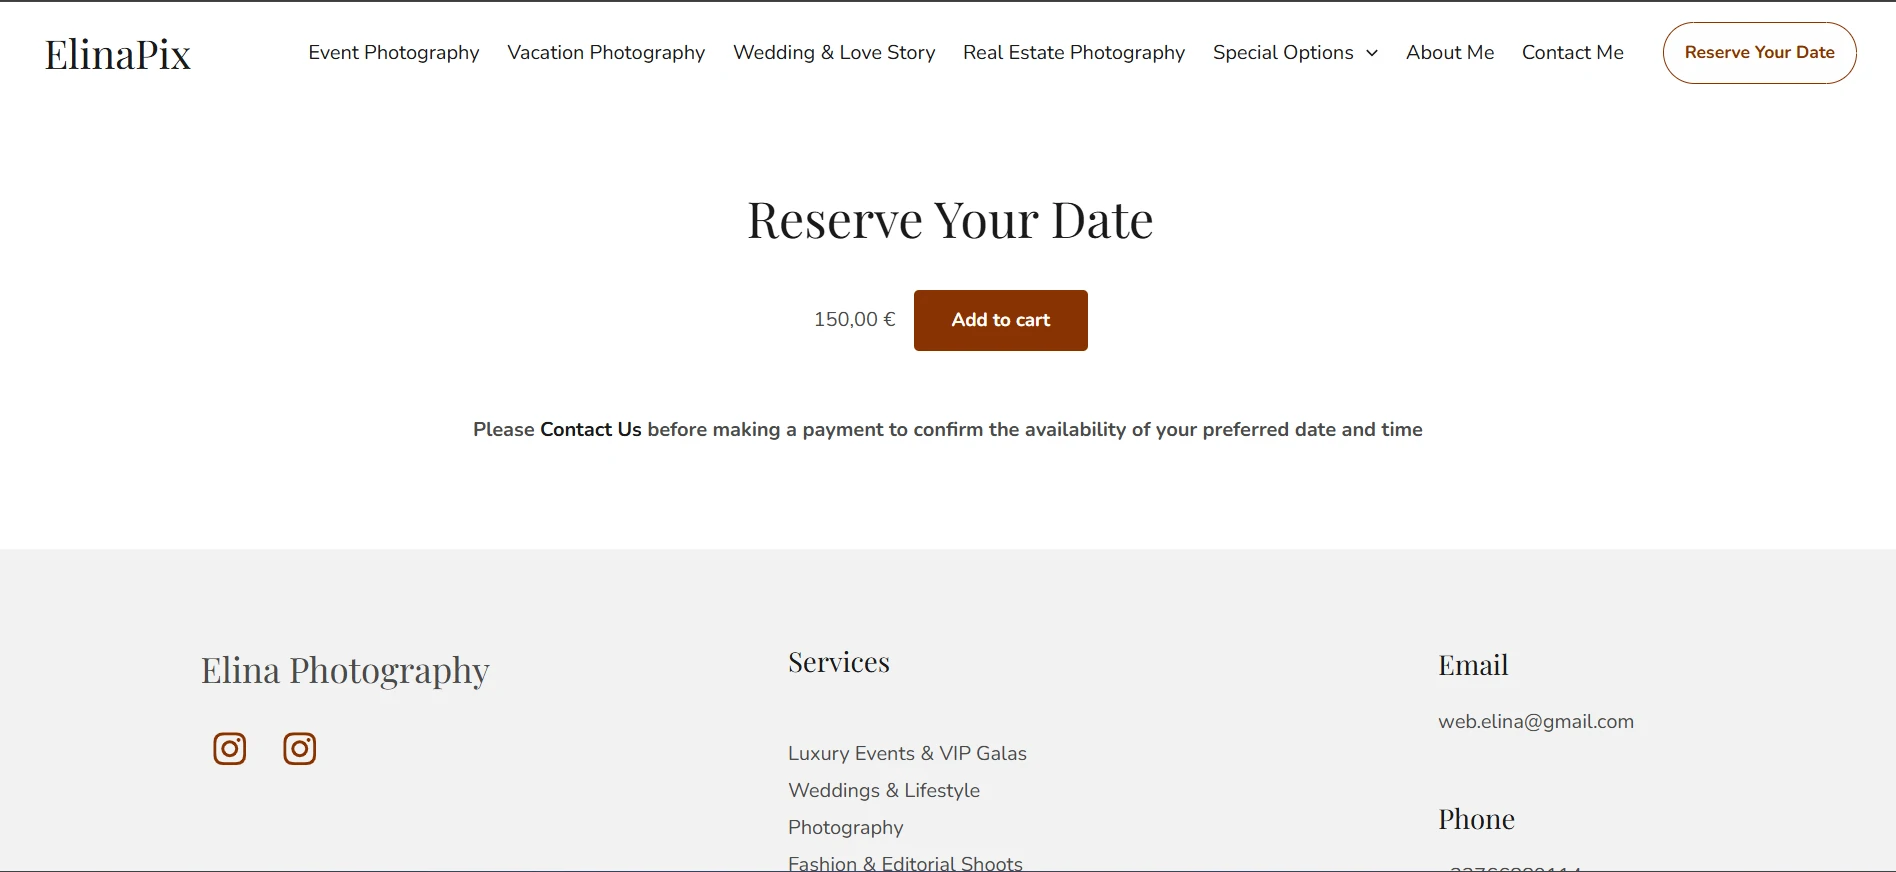 ElinaPix
Event Photography
Vacation Photography
Wedding & Love Story
Real Estate Photography
Special Options
About Me
Contact Me
Reserve Your Date
Reserve Your Date
150,00 €
Add to cart
Please Contact Us before making a payment to confirm the availability of your preferred date and time
Elina Photography
Services
Luxury Events & VIP Galas
Weddings & Lifestyle
Photography
Fashion & Editorial Shoots
Email
web.elina@gmail.com
Phone